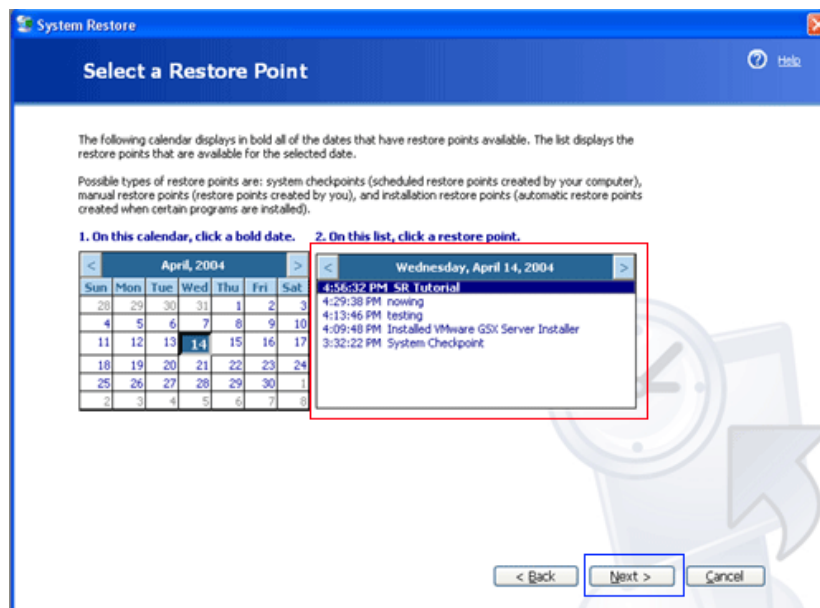 System Restore
Select a Restore Point
Help
The following calendar displays in bold all of the dates that have restore points available. The list displays the
restore points that are available for the selected date.
Possible types of restore points are: system checkpoints (scheduled restore points created by your computer),
manual restore points (restore points created by you), and installation restore points (automatic restore points
created when certain programs are installed).
1. On this calendar, click a bold date.
2. On this list, click a restore point.
< April, 2004 >
Sun Mon Tue Wed Thu Fri Sat
28 29 30 31 1 2 3
4 5 6 7 8 9 10
11 12 13 14 15 16 17
18 19 20 21 22 23 24
25 26 27 28 29 30 1
2 3 4 5 6 7 8
< Wednesday, April 14, 2004 >
4:56:32 PM SR Tutorial
4:29:38 PM nowing
4:13:46 PM testing
4:09:48 PM Installed VMware GSX Server Installer
3:32:22 PM System Checkpoint
< Back
Next >
Cancel